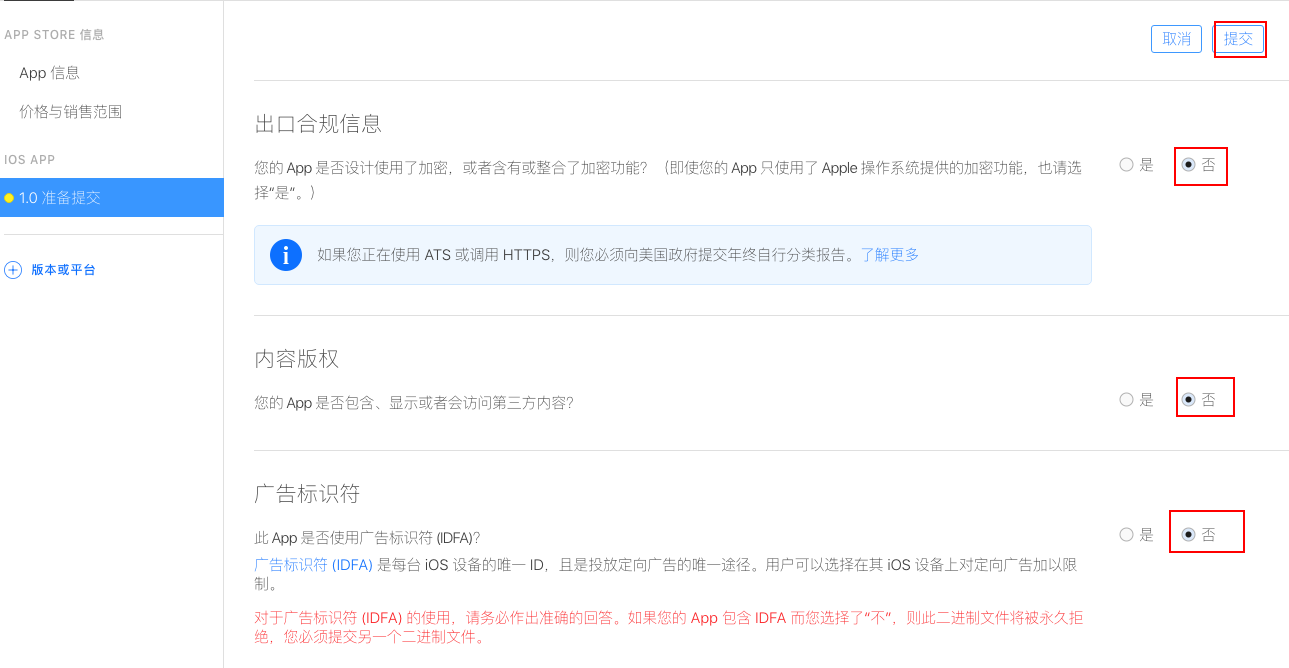 APP STORE 信息
App 信息
价格与销售范围
IOS APP
1.0 准备提交
版本或平台
取消 提交
出口合规信息
您的 App 是否设计使用了加密，或者含有或整合了加密功能？（即使您的 App 只使用了 Apple 操作系统提供的加密功能，也请选
择“是“。）
是 否
如果您正在使用 ATS 或调用 HTTPS，则您必须向美国政府提交年终自行分类报告。了解更多
内容版权
您的 App 是否包含、显示或者会访问第三方内容？
是 否
广告标识符
此 App 是否使用广告标识符 (IDFA)？
是 否
广告标识符 (IDFA) 是每台 iOS 设备的唯一 ID，且是投放定向广告的唯一途径。用户可以选择在其 iOS 设备上对定向广告加以限
制。
对于广告标识符 (IDFA) 的使用，请务必作出准确的回答。如果您的 App 包含 IDFA 而您选择了“不”，则此二进制文件将被永久拒
绝，您必须提交另一个二进制文件。